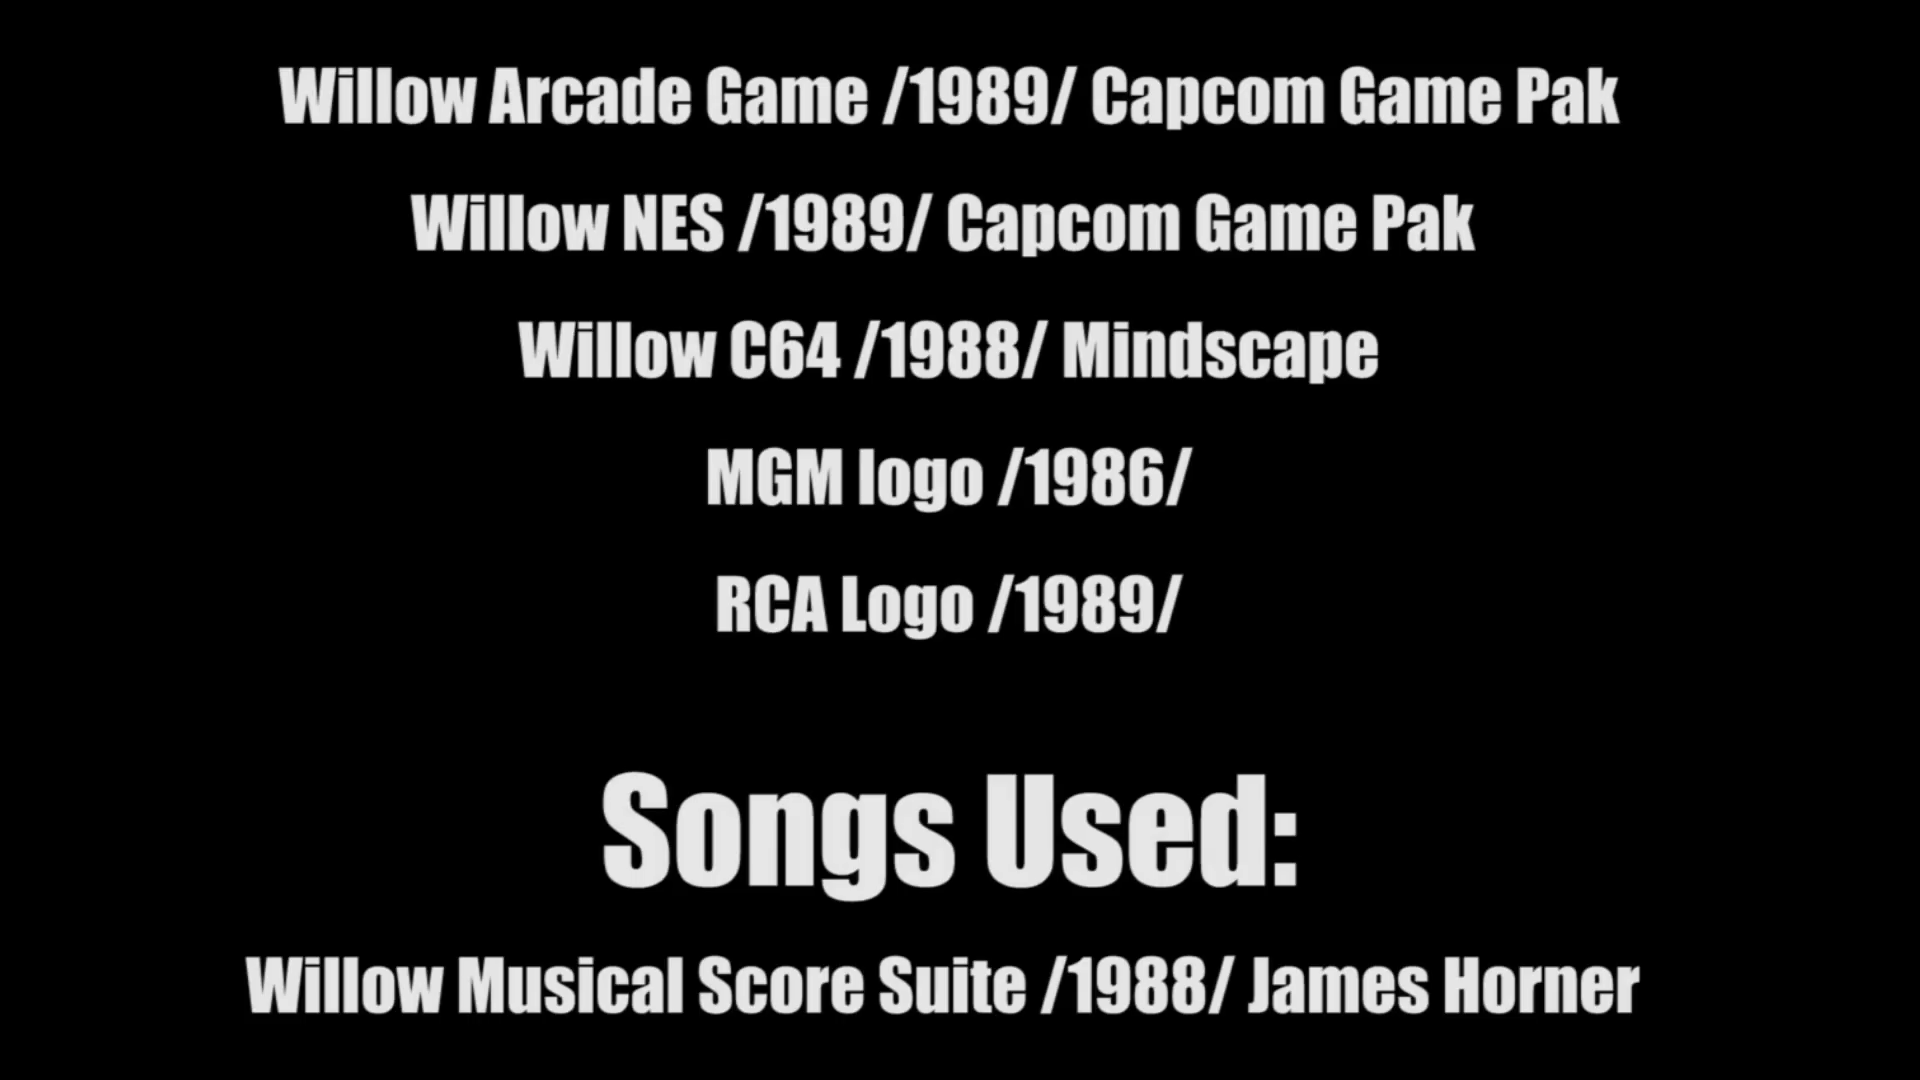 Willow Arcade Game /1989/ Capcom Game Pak
Willow NES /1989/ Capcom Game Pak
Willow C64 /1988/ Mindscape
MGM logo /1986/
RCA Logo /1989/
Songs Used:
Willow Musical Score Suite /1988/ James Horner